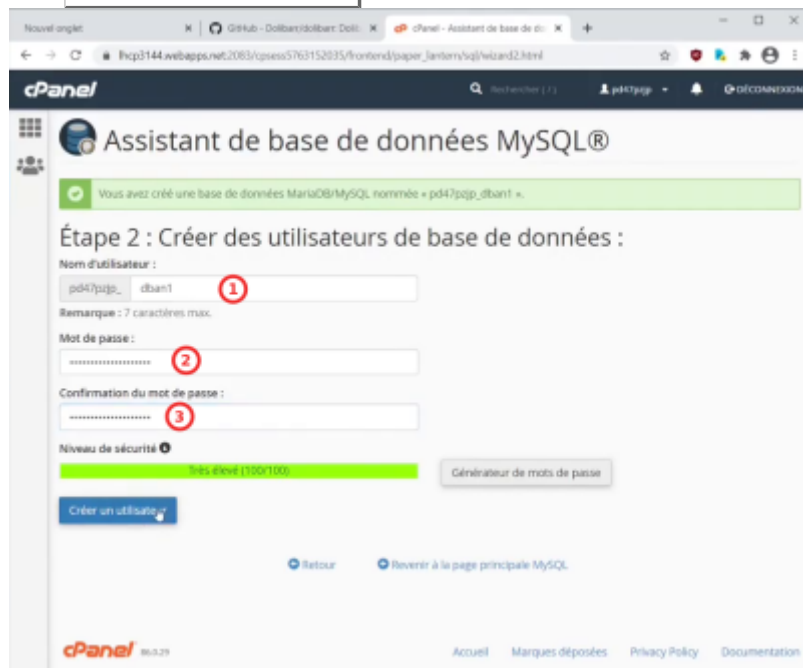 Nouvel onglet
GitHub - Dolibarr/dolibarr: Doli
cPanel - Assistant de base de do
lhcp3144.webapps.net:2083/cpsess5763152035/frontend/paper_lantern/sql/wizard2.html
cPanel
Rechercher ( / )
pd47pzjp
DÉCONNEXION
Assistant de base de données MySQL®
Vous avez créé une base de données MariaDB/MySQL nommée « pd47pzjp_dban1 ».
Étape 2 : Créer des utilisateurs de base de données :
Nom d'utilisateur :
pd47pzjp_ dban1 1
Remarque : 7 caractères max.
Mot de passe :
2
Confirmation du mot de passe :
3
Niveau de sécurité
Très élevé (100/100)
Générateur de mots de passe
Créer un utilisateur
Retour
Revenir à la page principale MySQL
cPanel 86.0.29
Accueil Marques déposées Privacy Policy Documentation